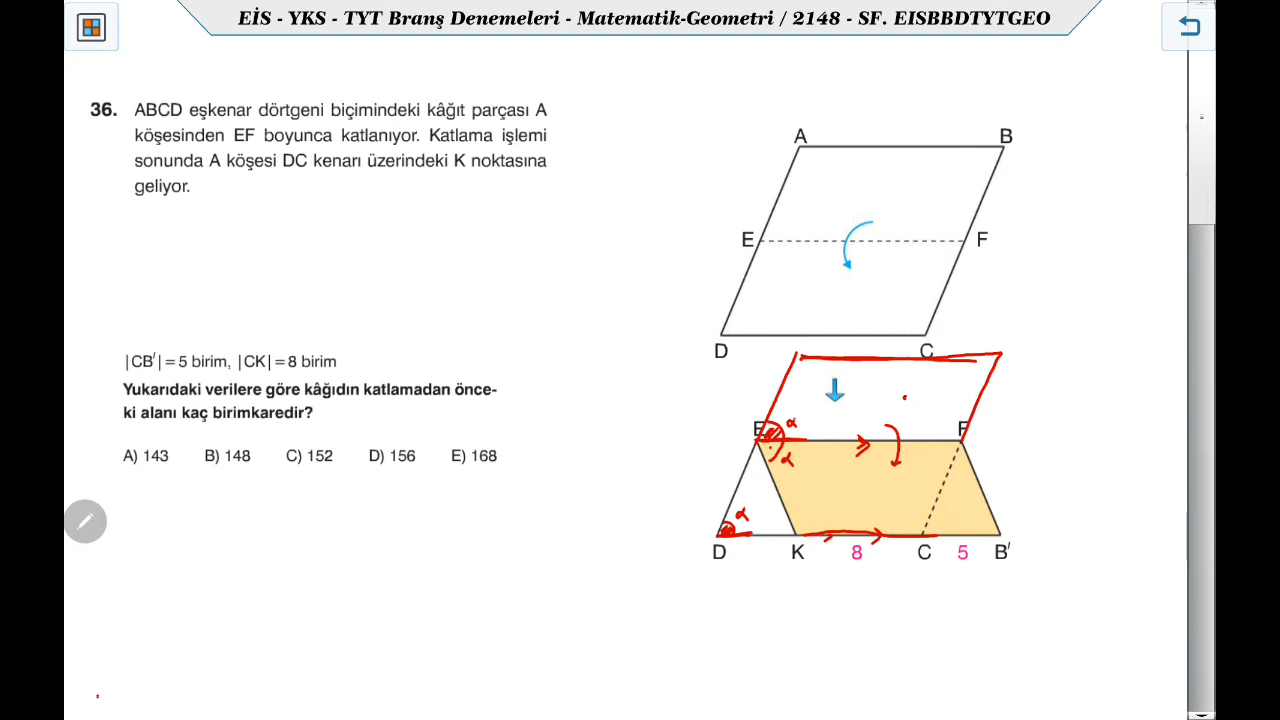 EİS - YKS - TYT Branş Denemeleri - Matematik-Geometri / 2148 - SF. EISBBDTYTGEO
36. ABCD eşkenar dörtgeni biçimindeki kâğıt parçası A
köşesinden EF boyunca katlanıyor. Katlama işlemi
sonunda A köşesi DC kenarı üzerindeki K noktasına
geliyor.
A B
E F
D C
|CB′| = 5 birim, |CK| = 8 birim
Yukarıdaki verilere göre kâğıdın katlamadan önce-
ki alanı kaç birimkaredir?
A) 143 B) 148 C) 152 D) 156 E) 168
E α F
α
α
D K 8 C 5 B′